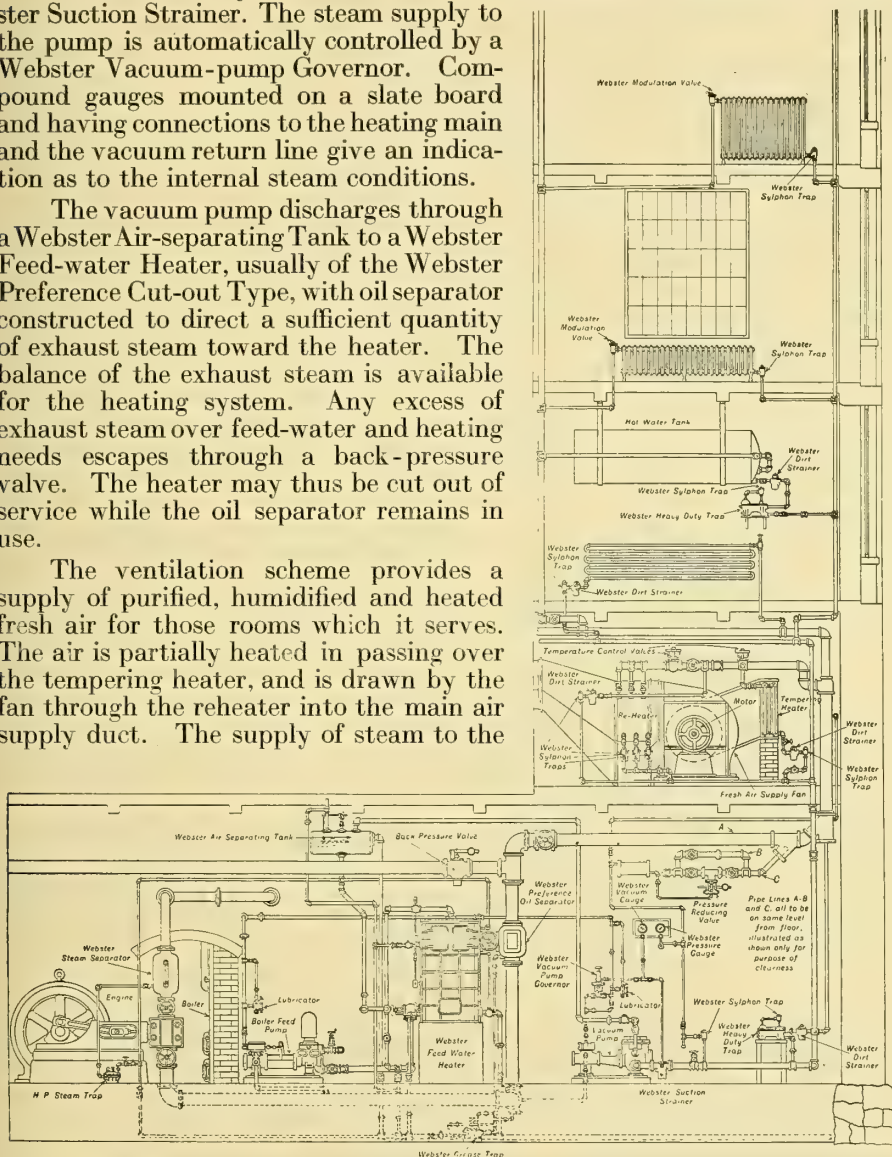 ster Suction Strainer. The steam supply to
the pump is automatically controlled by a
Webster Vacuum-pump Governor. Com-
pound gauges mounted on a slate board
and having connections to the heating main
and the vacuum return line give an indica-
tion as to the internal steam conditions.
The vacuum pump discharges through
a Webster Air-separating Tank to a Webster
Feed-water Heater, usually of the Webster
Preference Cut-out Type, with oil separator
constructed to direct a sufficient quantity
of exhaust steam toward the heater. The
balance of the exhaust steam is available
for the heating system. Any excess of
exhaust steam over feed-water and heating
needs escapes through a back-pressure
valve. The heater may thus be cut out of
service while the oil separator remains in
use.
The ventilation scheme provides a
supply of purified, humidified and heated
fresh air for those rooms which it serves.
The air is partially heated in passing over
the tempering heater, and is drawn by the
fan through the reheater into the main air
supply duct. The supply of steam to the
Webster Modulation Valve
Webster
Sylphon Trap
Webster
Modulation
Valve
Webster
Sylphon Trap
Hot Water Tank
Webster
Dirt
Strainer
Webster Sylphon Trap
Webster Heavy Duty Trap
Webster
Sylphon
Trap
Webster Dirt Strainer
Temperature Control Valves
Webster
Dirt Strainer
Re-Heater
Motor
Temper
Heater
Webster
Dirt
Strainer
Webster
Sylphon
Traps
Webster
Sylphon
Trap
Fresh Air Supply Fan
Webster Air Separating Tank
Back Pressure Valve
A
B
C
Webster
Preference
Oil Separator
Webster
Vacuum
Gauge
Pressure
Reducing
Valve
Pipe Lines A-B
and C, all to be
on same level
from floor,
illustrated as
shown only for
purpose of
clearness
Webster
Pressure
Gauge
Webster
Steam Separator
Engine
Boiler
Lubricator
Boiler Feed
Pump
Webster
Feed Water
Heater
Webster
Vacuum
Pump
Governor
Lubricator
Vacuum
Pump
Webster Sylphon Trap
Webster
Heavy
Duty
Trap
Webster
Dirt
Strainer
H P Steam Trap
Webster Suction
Strainer
Webster Grease Trap